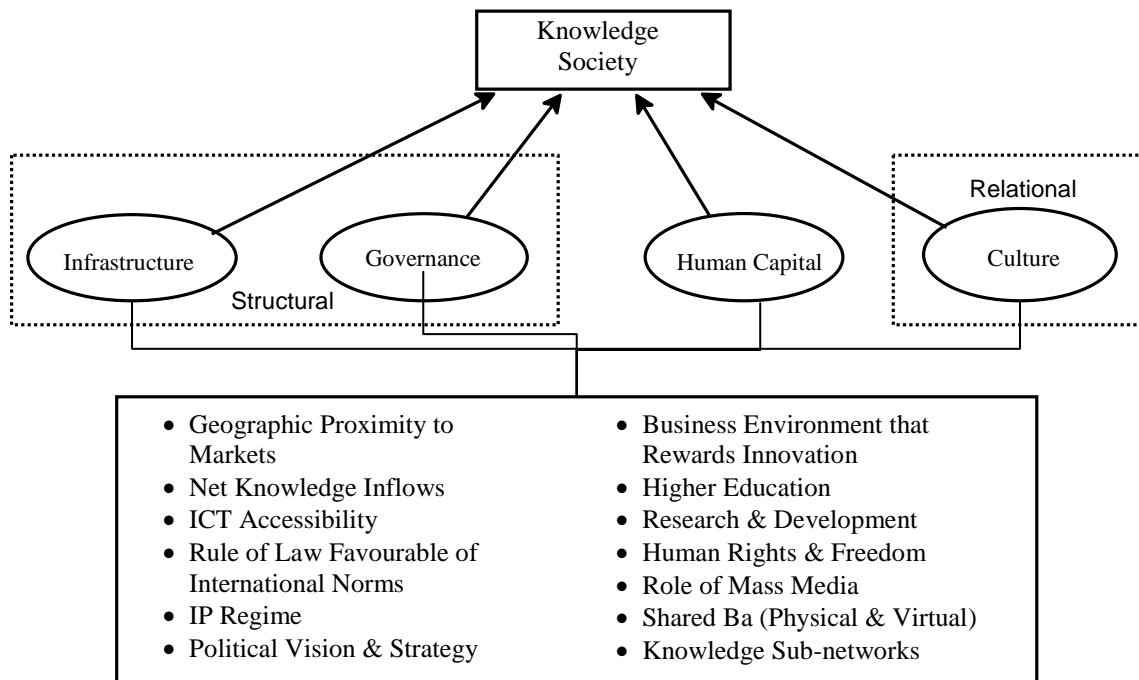 Knowledge
Society
Relational
Infrastructure
Governance
Human Capital
Culture
Structural
• Geographic Proximity to
Markets
• Net Knowledge Inflows
• ICT Accessibility
• Rule of Law Favourable of
International Norms
• IP Regime
• Political Vision & Strategy
• Business Environment that
Rewards Innovation
• Higher Education
• Research & Development
• Human Rights & Freedom
• Role of Mass Media
• Shared Ba (Physical & Virtual)
• Knowledge Sub-networks